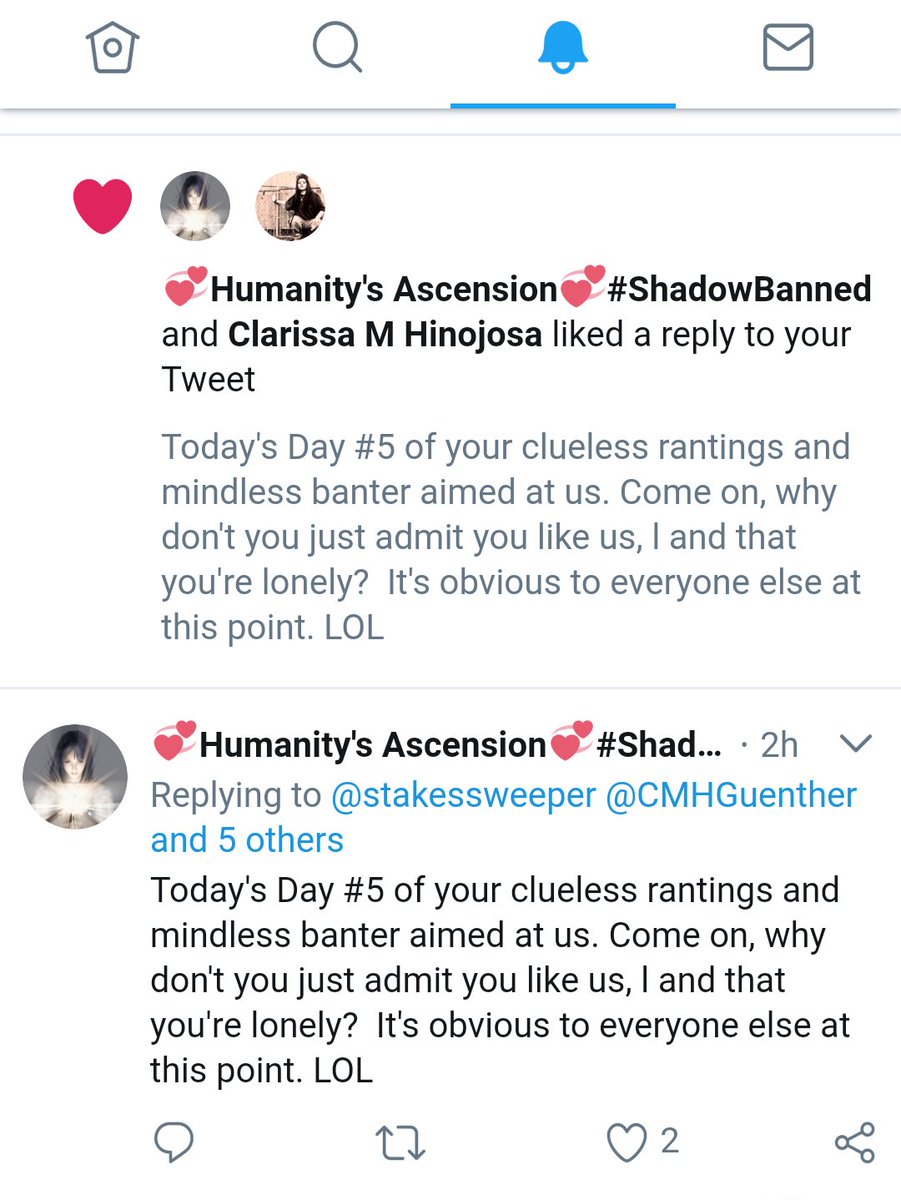 💞Humanity's Ascension💞#ShadowBanned
and Clarissa M Hinojosa liked a reply to your
Tweet
Today's Day #5 of your clueless rantings and
mindless banter aimed at us. Come on, why
don't you just admit you like us, l and that
you're lonely?  It's obvious to everyone else at
this point. LOL
💞Humanity's Ascension💞#Shad... · 2h
Replying to @stakessweeper @CMHGuenther
and 5 others
Today's Day #5 of your clueless rantings and
mindless banter aimed at us. Come on, why
don't you just admit you like us, l and that
you're lonely?  It's obvious to everyone else at
this point. LOL
2